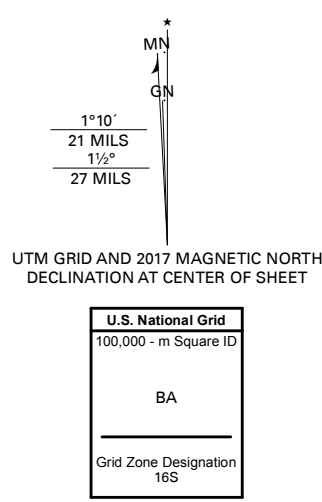 ★
MN
GN
1°10´
21 MILS
1½°
27 MILS
UTM GRID AND 2017 MAGNETIC NORTH
DECLINATION AT CENTER OF SHEET
U.S. National Grid
100,000 - m Square ID
BA
Grid Zone Designation
16S